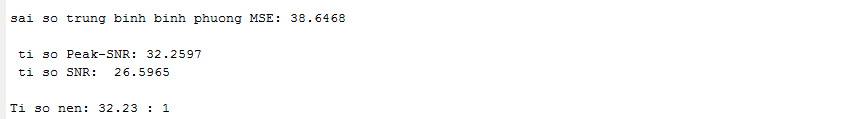 sai so trung binh binh phuong MSE: 38.6468
ti so Peak-SNR: 32.2597
ti so SNR: 26.5965
Ti so nen: 32.23 : 1